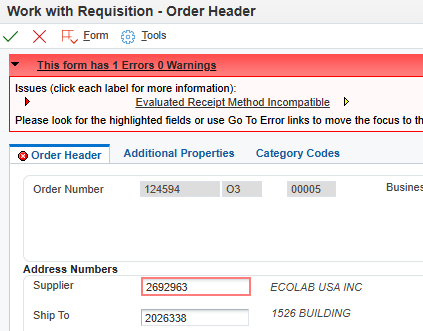 Work with Requisition - Order Header
Form Tools
This form has 1 Errors 0 Warnings
Issues (click each label for more information):
Evaluated Receipt Method Incompatible
Please look for the highlighted fields or use Go To Error links to move the focus to th
Order Header Additional Properties Category Codes
Order Number 124594 O3 00005 Busines
Address Numbers
Supplier 2692963 ECOLAB USA INC
Ship To 2026338 1526 BUILDING